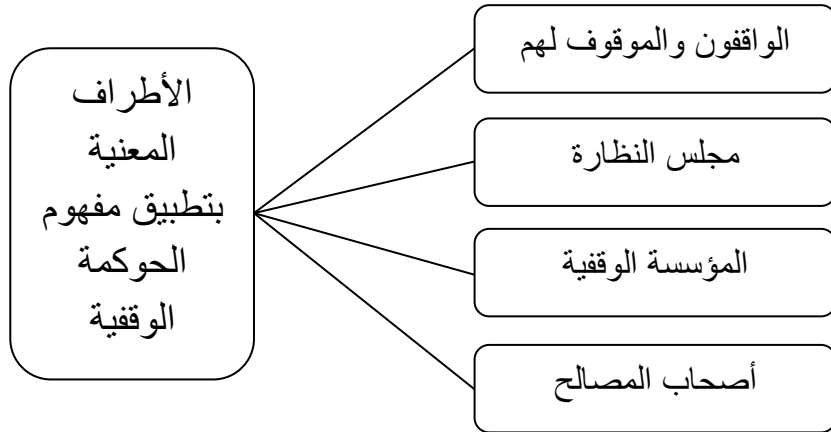 الأطراف
المعنية
بتطبيق مفهوم
الحوكمة
الوقفية
الواقفون والموقوف لهم
مجلس النظارة
المؤسسة الوقفية
أصحاب المصالح